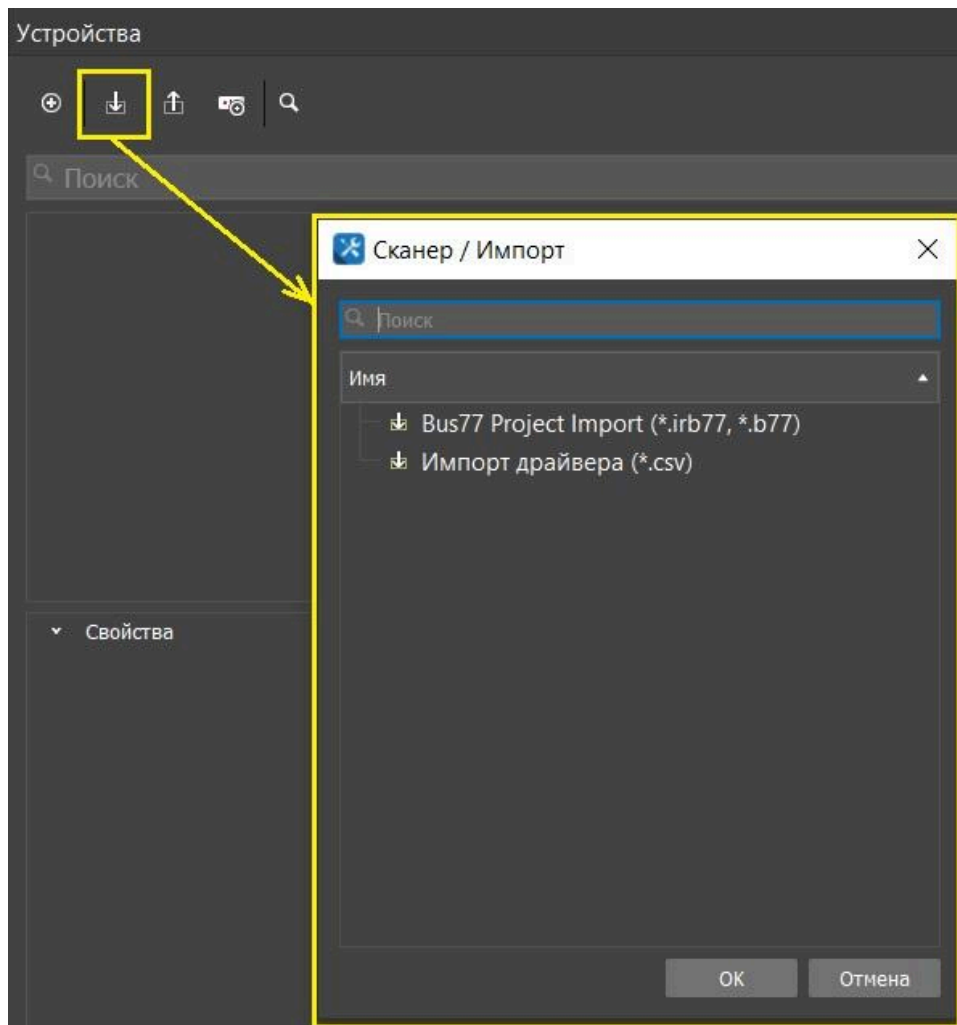 Устройства
Поиск
Сканер / Импорт
Поиск
Имя
Bus77 Project Import (*.irb77, *.b77)
Импорт драйвера (*.csv)
Свойства
OK
Отмена